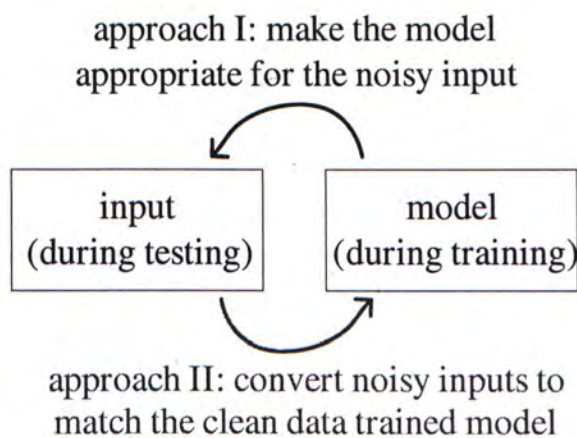 approach I: make the model
appropriate for the noisy input
input
(during testing)
model
(during training)
approach II: convert noisy inputs to
match the clean data trained model